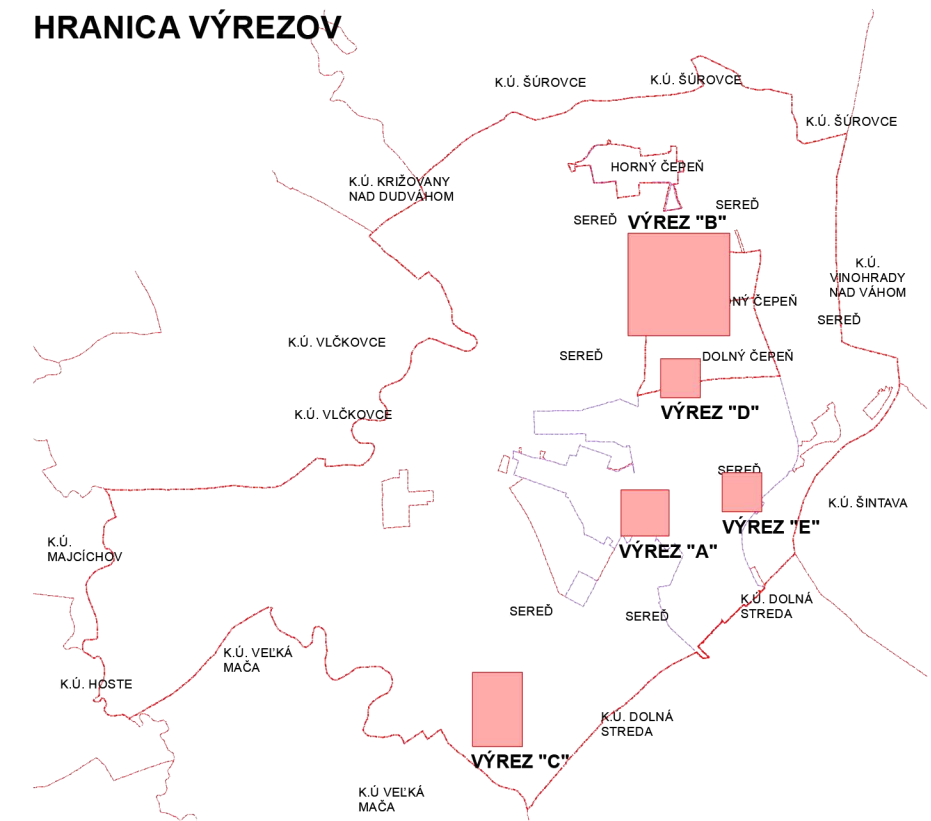 HRANICA VÝREZOV
K.Ú. ŠÚROVCE
K.Ú. ŠÚROVCE
K.Ú. ŠÚROVCE
HORNÝ ČEPEŇ
K.Ú. KRIŽOVANY
NAD DUDVÁHOM
SEREĎ
SEREĎ
VÝREZ "B"
K.Ú.
VINOHRADY
NAD VÁHOM
NÝ ČEPEŇ
SEREĎ
K.Ú. VLČKOVCE
SEREĎ
DOLNÝ ČEPEŇ
VÝREZ "D"
K.Ú. VLČKOVCE
SEREĎ
K.Ú. ŠINTAVA
VÝREZ "E"
K.Ú.
MAJCÍCHOV
VÝREZ "A"
K.Ú. DOLNÁ
STREDA
SEREĎ
SEREĎ
K.Ú. VEĽKÁ
MAČA
K.Ú. HOSTE
K.Ú. DOLNÁ
STREDA
VÝREZ "C"
K.Ú VEĽKÁ
MAČA